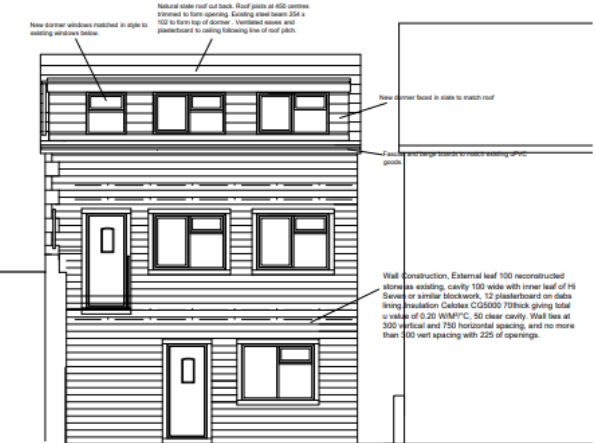 Natural slate roof cut back. Roof joists at 450 centres
trimmed to form opening. Existing steel beam 254 x
102 to form top of dormer . Ventilated eaves and
plasterboard to ceiling following line of roof pitch.
New dormer windows matched in style to
existing windows below.
New dormer faced in slate to match roof
Fascias and barge boards to match existing uPVC
goods.
Wall Construction, External leaf 100 reconstructed
stone as existing, cavity 100 wide with inner leaf of Hi
Seven or similar blockwork, 12 plasterboard on dabs
lining. Insulation Celotex CG5000 70thick giving total
u value of 0.20 W/M²/°C, 50 clear cavity. Wall ties at
300 vertical and 750 horizontal spacing, and no more
than 300 vert spacing with 225 of openings.